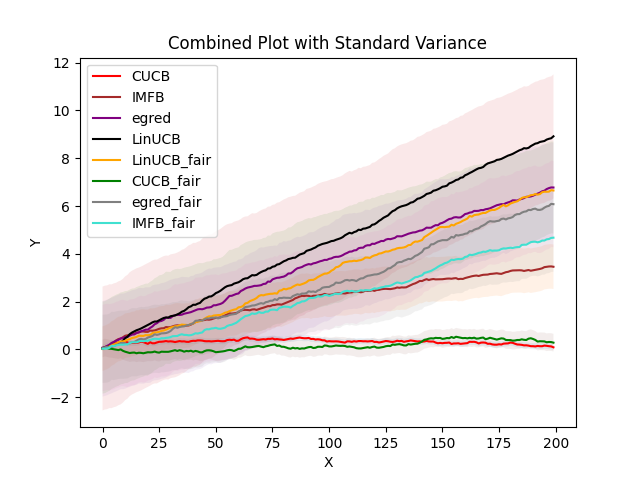 Combined Plot with Standard Variance
12
10
8
6
4
2
0
−2
Y
CUCB
IMFB
egred
LinUCB
LinUCB_fair
CUCB_fair
egred_fair
IMFB_fair
0 25 50 75 100 125 150 175 200
X